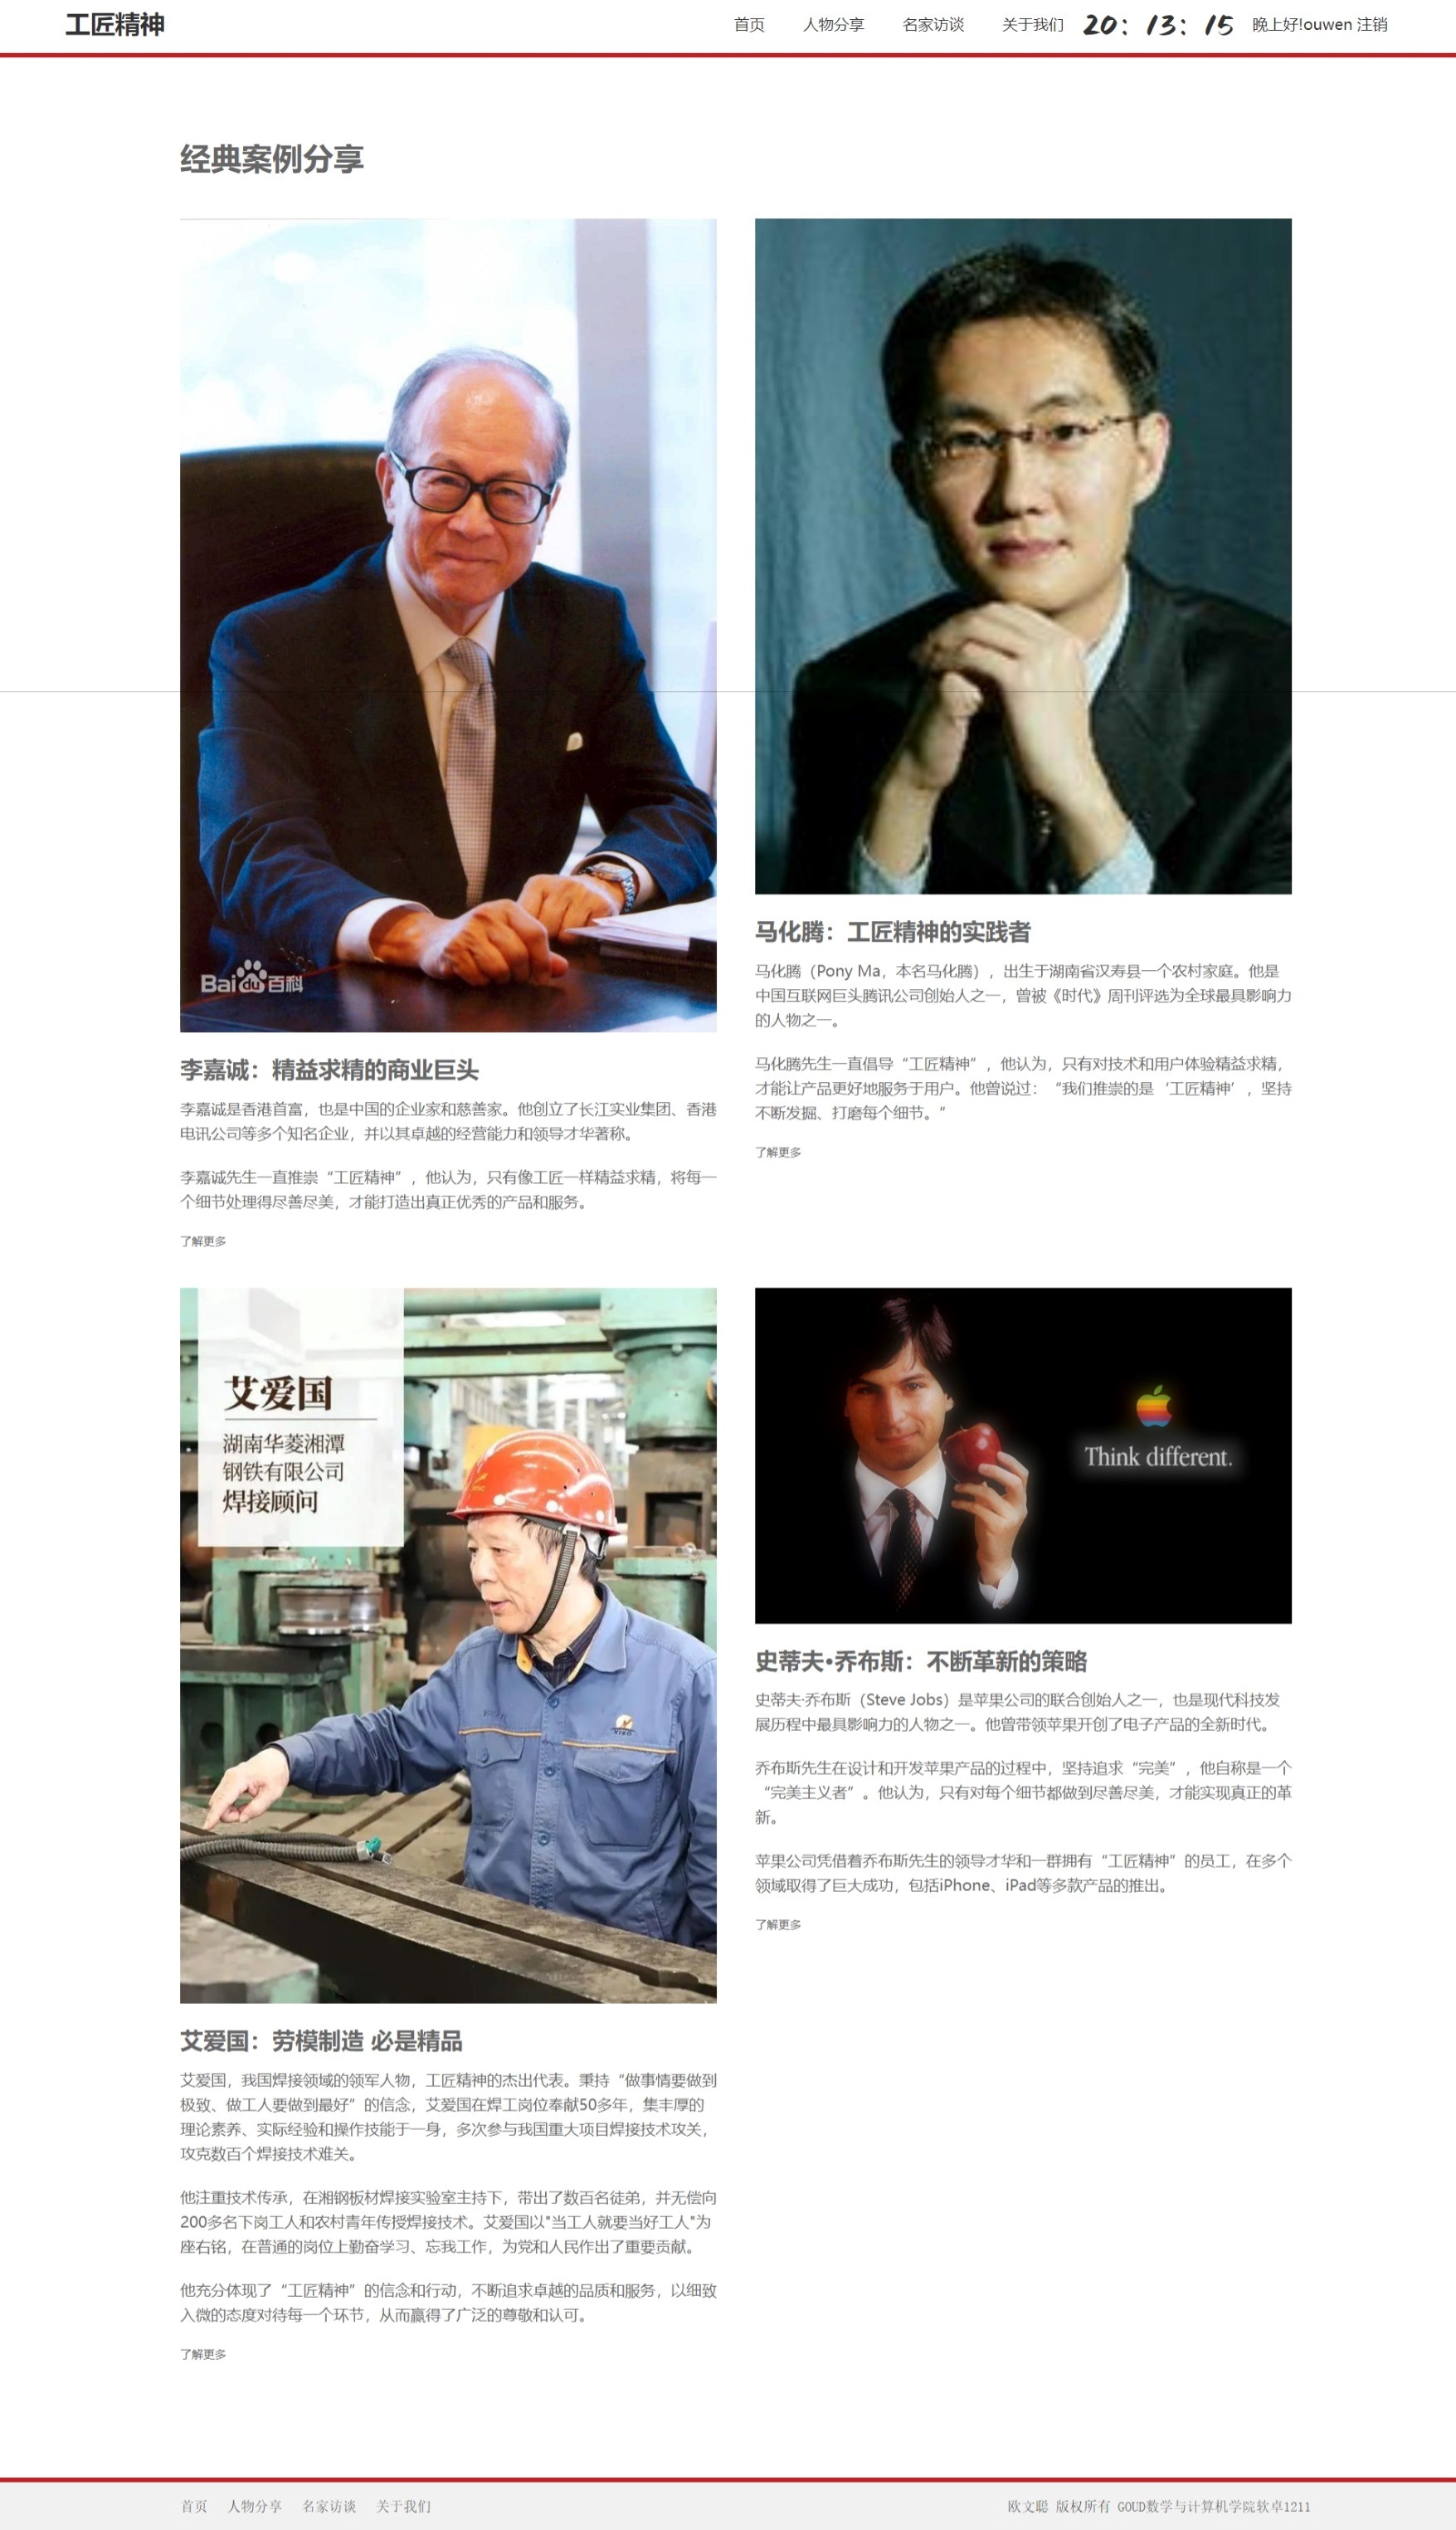 工匠精神
首页 人物分享 名家访谈 关于我们 20：13：15 晚上好!ouwen 注销
经典案例分享
Bai du 百科
李嘉诚：精益求精的商业巨头
李嘉诚是香港首富，也是中国的企业家和慈善家。他创立了长江实业集团、香港
电讯公司等多个知名企业，并以其卓越的经营能力和领导才华著称。
李嘉诚先生一直推崇“工匠精神”，他认为，只有像工匠一样精益求精，将每一
个细节处理得尽善尽美，才能打造出真正优秀的产品和服务。
了解更多
马化腾：工匠精神的实践者
马化腾（Pony Ma，本名马化腾），出生于湖南省汉寿县一个农村家庭。他是
中国互联网巨头腾讯公司创始人之一，曾被《时代》周刊评选为全球最具影响力
的人物之一。
马化腾先生一直倡导“工匠精神”，他认为，只有对技术和用户体验精益求精，
才能让产品更好地服务于用户。他曾说过：“我们推崇的是‘工匠精神’，坚持
不断发掘、打磨每个细节。”
了解更多
艾爱国
湖南华菱湘潭
钢铁有限公司
焊接顾问
艾爱国：劳模制造 必是精品
艾爱国，我国焊接领域的领军人物，工匠精神的杰出代表。秉持“做事情要做到
极致、做工人要做到最好”的信念，艾爱国在焊工岗位奉献50多年，集丰厚的
理论素养、实际经验和操作技能于一身，多次参与我国重大项目焊接技术攻关，
攻克数百个焊接技术难关。
他注重技术传承，在湘钢板材焊接实验室主持下，带出了数百名徒弟，并无偿向
200多名下岗工人和农村青年传授焊接技术。艾爱国以"当工人就要当好工人"为
座右铭，在普通的岗位上勤奋学习、忘我工作，为党和人民作出了重要贡献。
他充分体现了“工匠精神”的信念和行动，不断追求卓越的品质和服务，以细致
入微的态度对待每一个环节，从而赢得了广泛的尊敬和认可。
了解更多
Think different.
史蒂夫·乔布斯：不断革新的策略
史蒂夫·乔布斯（Steve Jobs）是苹果公司的联合创始人之一，也是现代科技发
展历程中最具影响力的人物之一。他曾带领苹果开创了电子产品的全新时代。
乔布斯先生在设计和开发苹果产品的过程中，坚持追求“完美”，他自称是一个
“完美主义者”。他认为，只有对每个细节都做到尽善尽美，才能实现真正的革
新。
苹果公司凭借着乔布斯先生的领导才华和一群拥有“工匠精神”的员工，在多个
领域取得了巨大成功，包括iPhone、iPad等多款产品的推出。
了解更多
首页 人物分享 名家访谈 关于我们
欧文聪 版权所有 GOUD数学与计算机学院软卓1211